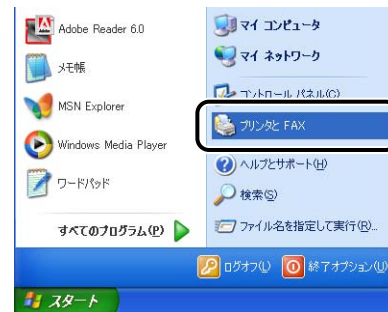 Adobe Reader 6.0
メモ帳
MSN Explorer
Windows Media Player
ワードパッド
すべてのプログラム(P)
マイ コンピュータ
マイ ネットワーク
コントロール パネル(C)
プリンタと FAX
ヘルプとサポート(H)
検索(S)
ファイル名を指定して実行(R)...
ログオフ(L)
終了オプション(U)
スタート